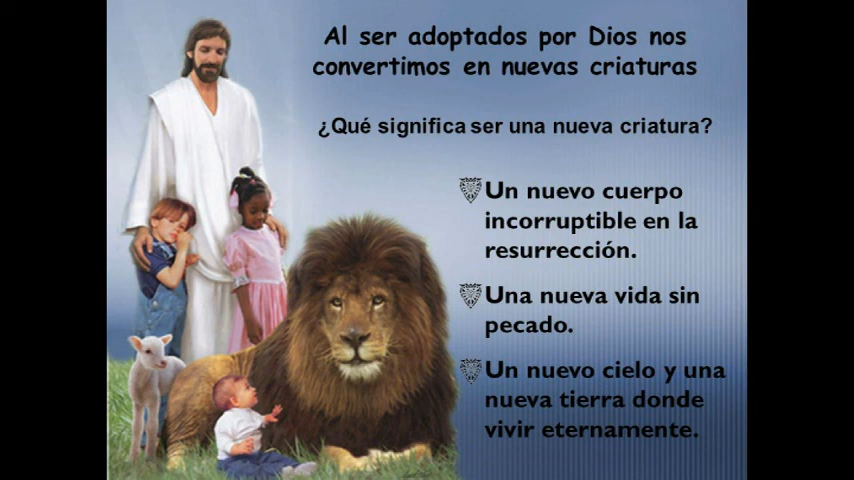 Al ser adoptados por Dios nos
convertimos en nuevas criaturas
¿Qué significa ser una nueva criatura?
Un nuevo cuerpo
incorruptible en la
resurrección.
Una nueva vida sin
pecado.
Un nuevo cielo y una
nueva tierra donde
vivir eternamente.